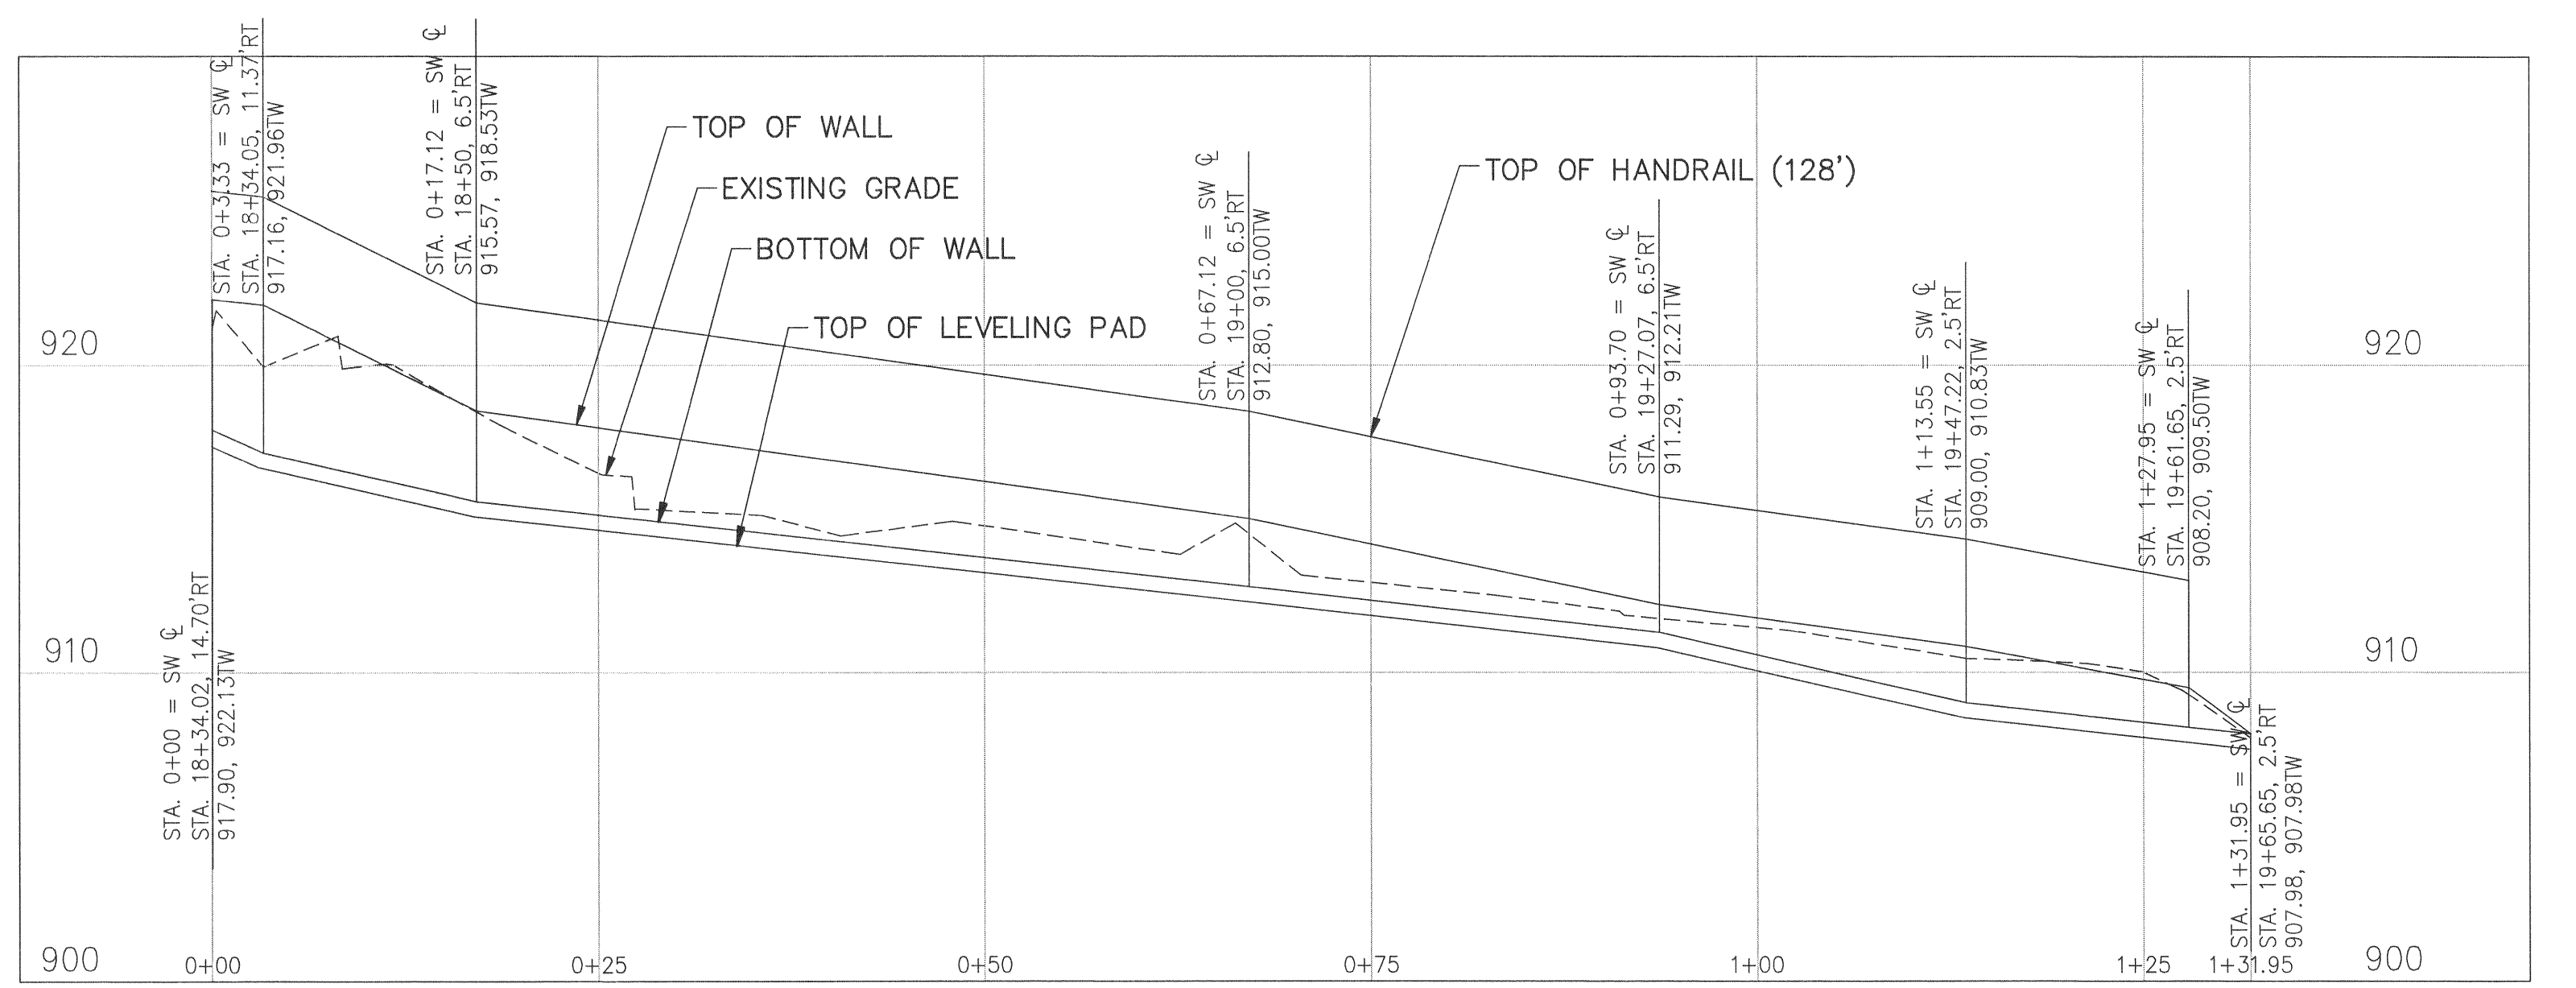 STA. 0+3.33 = SW ℄
STA. 18+34.05, 11.37'RT
917.16, 921.96TW
STA. 0+17.12 = SW ℄
STA. 18+50, 6.5'RT
915.57, 918.53TW
TOP OF WALL
EXISTING GRADE
BOTTOM OF WALL
TOP OF LEVELING PAD
STA. 0+67.12 = SW ℄
STA. 19+00, 6.5'RT
912.80, 915.00TW
TOP OF HANDRAIL (128')
STA. 0+93.70 = SW ℄
STA. 19+27.07, 6.5'RT
911.29, 912.21TW
STA. 1+13.55 = SW ℄
STA. 19+47.22, 2.5'RT
909.00, 910.83TW
STA. 1+27.95 = SW ℄
STA. 19+61.65, 2.5'RT
908.20, 909.50TW
920
920
910
910
STA. 0+00 = SW ℄
STA. 18+34.02, 14.70'RT
917.90, 922.13TW
STA. 1+31.95 = SW ℄
STA. 19+65.65, 2.5'RT
907.98, 907.98TW
900
0+00
0+25
0+50
0+75
1+00
1+25
1+31.95
900